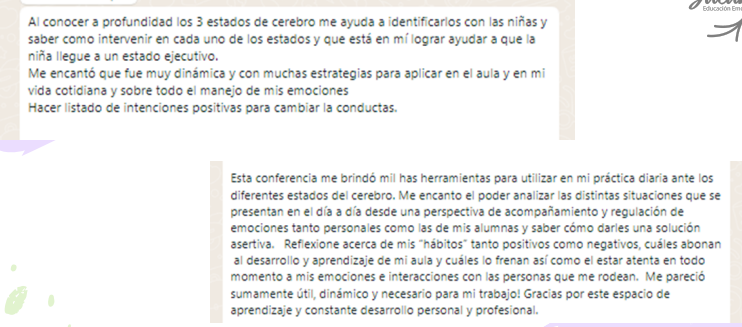 Educación Emo
Al conocer a profundidad los 3 estados de cerebro me ayuda a identificarlos con las niñas y
saber como intervenir en cada uno de los estados y que está en mí lograr ayudar a que la
niña llegue a un estado ejecutivo.
Me encantó que fue muy dinámica y con muchas estrategias para aplicar en el aula y en mi
vida cotidiana y sobre todo el manejo de mis emociones
Hacer listado de intenciones positivas para cambiar la conductas.
Esta conferencia me brindó mil has herramientas para utilizar en mi práctica diaria ante los
diferentes estados del cerebro. Me encanto el poder analizar las distintas situaciones que se
presentan en el día a día desde una perspectiva de acompañamiento y regulación de
emociones tanto personales como las de mis alumnas y saber cómo darles una solución
asertiva. Reflexione acerca de mis "hábitos" tanto positivos como negativos, cuáles abonan
al desarrollo y aprendizaje de mi aula y cuáles lo frenan así como el estar atenta en todo
momento a mis emociones e interacciones con las personas que me rodean. Me pareció
sumamente útil, dinámico y necesario para mi trabajo! Gracias por este espacio de
aprendizaje y constante desarrollo personal y profesional.